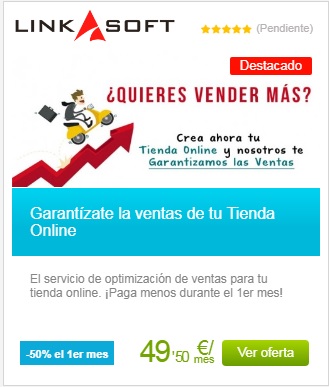 LINKASOFT
(Pendiente)
Destacado
¿QUIERES VENDER MÁS?
Crea ahora tu
Tienda Online y nosotros te
Garantizamos las Ventas
Garantízate la ventas de tu Tienda
Online
El servicio de optimización de ventas para tu
tienda online. ¡Paga menos durante el 1er mes!
-50% el 1er mes
49'50 €/mes
Ver oferta